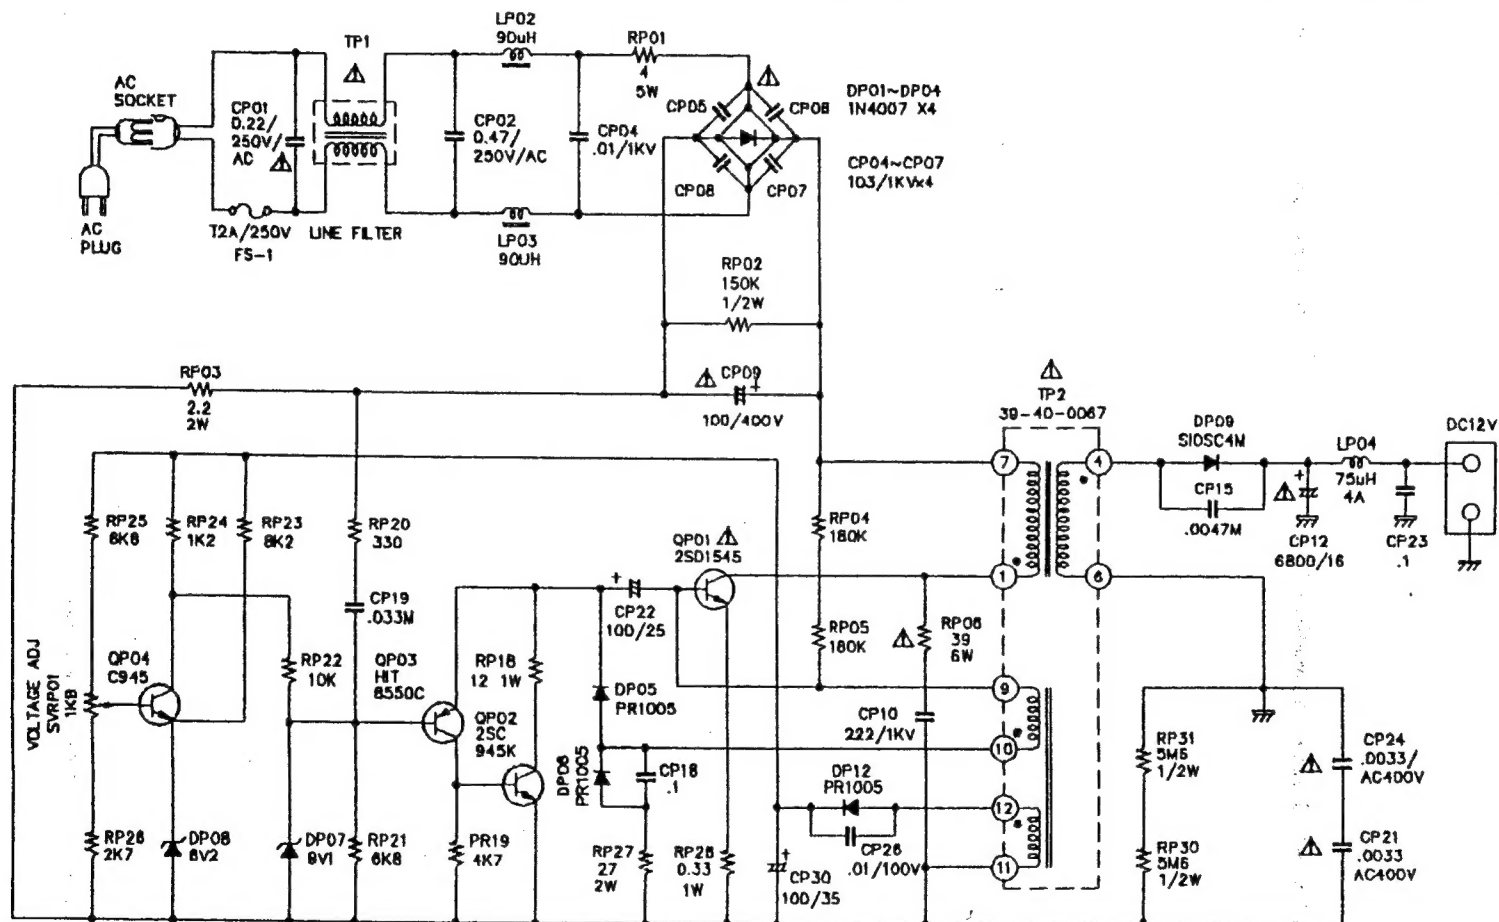 AC
SOCKET
AC
PLUG
CP01
0.22/
250V/
AC
T2A/250V
FS-1
TP1
LINE FILTER
CP02
0.47/
250V/AC
LP02
90uH
LP03
90UH
CP04
.01/1KV
RP01
4
5W
CP05
CP06
CP08
CP07
DP01~DP04
1N4007 X4
CP04~CP07
103/1KVx4
RP02
150K
1/2W
CP09
+
100/400V
RP03
2.2
2W
RP25
6K8
RP24
1K2
RP23
8K2
RP20
330
CP19
.033M
VOLTAGE ADJ
SVRP01
1KB
QP04
C945
RP22
10K
QP03
HIT
8550C
RP18
12 1W
QP02
2SC
945K
RP26
2K7
DP08
6V2
DP07
9V1
RP21
6K8
PR19
4K7
+
CP22
100/25
QP01
2SD1545
DP05
PR1005
DP06
PR1005
CP18
.1
RP27
27
2W
RP28
0.33
1W
RP04
180K
RP05
180K
RP06
39
6W
CP10
222/1KV
DP12
PR1005
CP26
.01/100V
+
CP30
100/35
TP2
39-40-0067
7
4
1
6
9
10
12
11
DP09
SIDSC4M
CP15
.0047M
+
CP12
6800/16
LP04
75uH
4A
CP23
.1
DC12V
RP31
5M6
1/2W
RP30
5M6
1/2W
CP24
.0033/
AC400V
CP21
.0033
AC400V